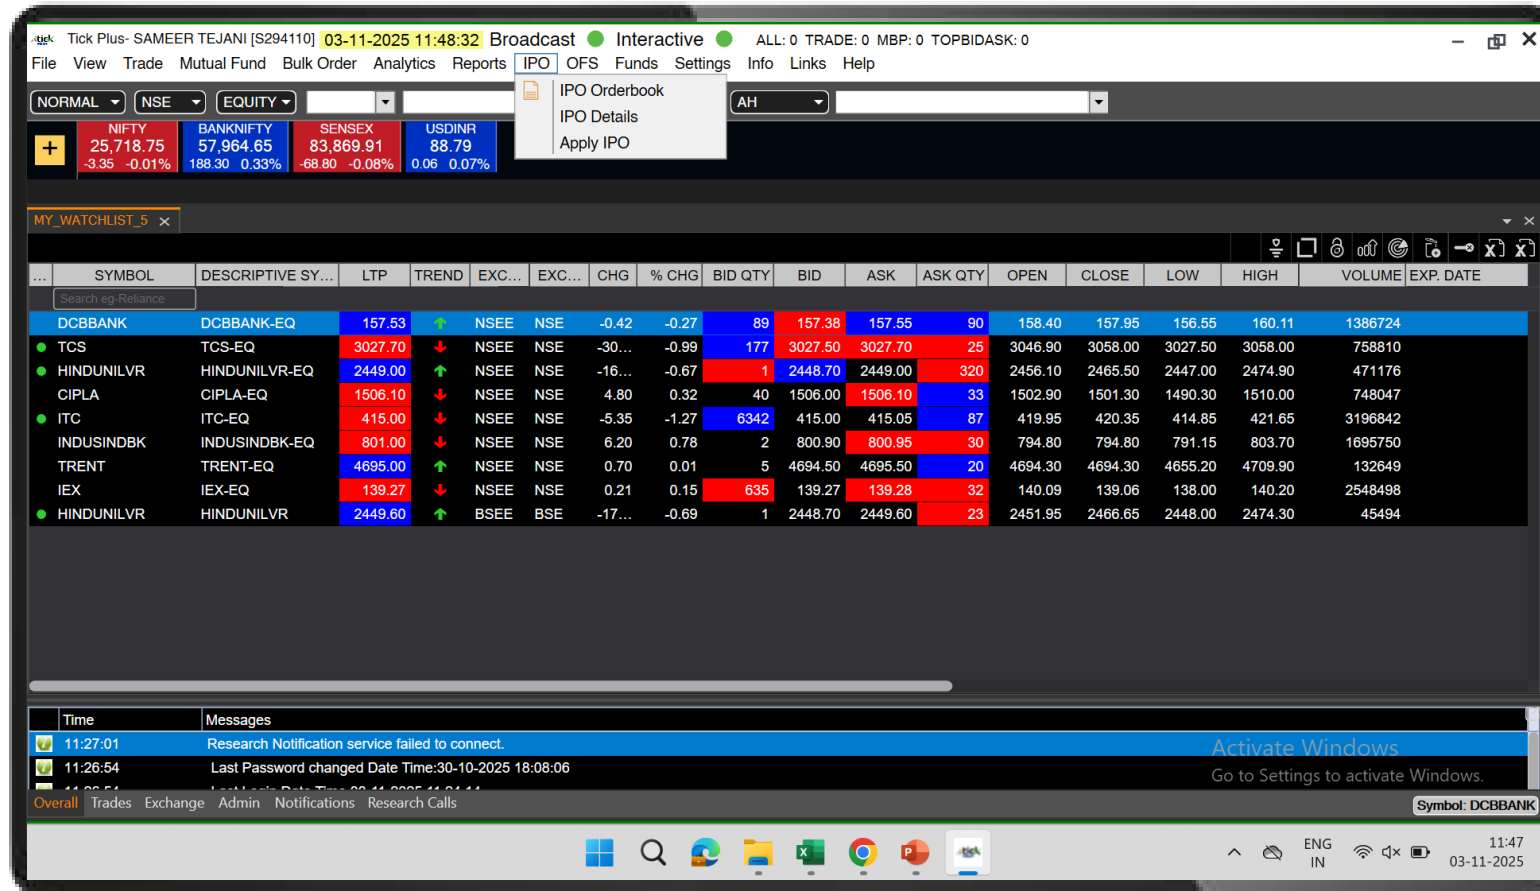 Tick Plus- SAMEER TEJANI [S294110] 03-11-2025 11:48:32 Broadcast Interactive ALL: 0 TRADE: 0 MBP: 0 TOPBIDASK: 0
File View Trade Mutual Fund Bulk Order Analytics Reports IPO OFS Funds Settings Info Links Help
IPO Orderbook
IPO Details
Apply IPO
NORMAL NSE EQUITY AH
NIFTY BANKNIFTY SENSEX USDINR
+ 25,718.75 57,964.65 83,869.91 88.79
-3.35 -0.01% 188.30 0.33% -68.80 -0.08% 0.06 0.07%
MY_WATCHLIST_5
... SYMBOL DESCRIPTIVE SY... LTP TREND EXC... EXC... CHG % CHG BID QTY BID ASK ASK QTY OPEN CLOSE LOW HIGH VOLUME EXP. DATE
Search eg-Reliance
DCBBANK DCBBANK-EQ 157.53 NSEE NSE -0.42 -0.27 89 157.38 157.55 90 158.40 157.95 156.55 160.11 1386724
TCS TCS-EQ 3027.70 NSEE NSE -30... -0.99 177 3027.50 3027.70 25 3046.90 3058.00 3027.50 3058.00 758810
HINDUNILVR HINDUNILVR-EQ 2449.00 NSEE NSE -16... -0.67 1 2448.70 2449.00 320 2456.10 2465.50 2447.00 2474.90 471176
CIPLA CIPLA-EQ 1506.10 NSEE NSE 4.80 0.32 40 1506.00 1506.10 33 1502.90 1501.30 1490.30 1510.00 748047
ITC ITC-EQ 415.00 NSEE NSE -5.35 -1.27 6342 415.00 415.05 87 419.95 420.35 414.85 421.65 3196842
INDUSINDBK INDUSINDBK-EQ 801.00 NSEE NSE 6.20 0.78 2 800.90 800.95 30 794.80 794.80 791.15 803.70 1695750
TRENT TRENT-EQ 4695.00 NSEE NSE 0.70 0.01 5 4694.50 4695.50 20 4694.30 4694.30 4655.20 4709.90 132649
IEX IEX-EQ 139.27 NSEE NSE 0.21 0.15 635 139.27 139.28 32 140.09 139.06 138.00 140.20 2548498
HINDUNILVR HINDUNILVR 2449.60 BSEE BSE -17... -0.69 1 2448.70 2449.60 23 2451.95 2466.65 2448.00 2474.30 45494
Time Messages
11:27:01 Research Notification service failed to connect.
11:26:54 Last Password changed Date Time:30-10-2025 18:08:06
Activate Windows
Go to Settings to activate Windows.
Overall Trades Exchange Admin Notifications Research Calls Symbol: DCBBANK
ENG 11:47
IN 03-11-2025